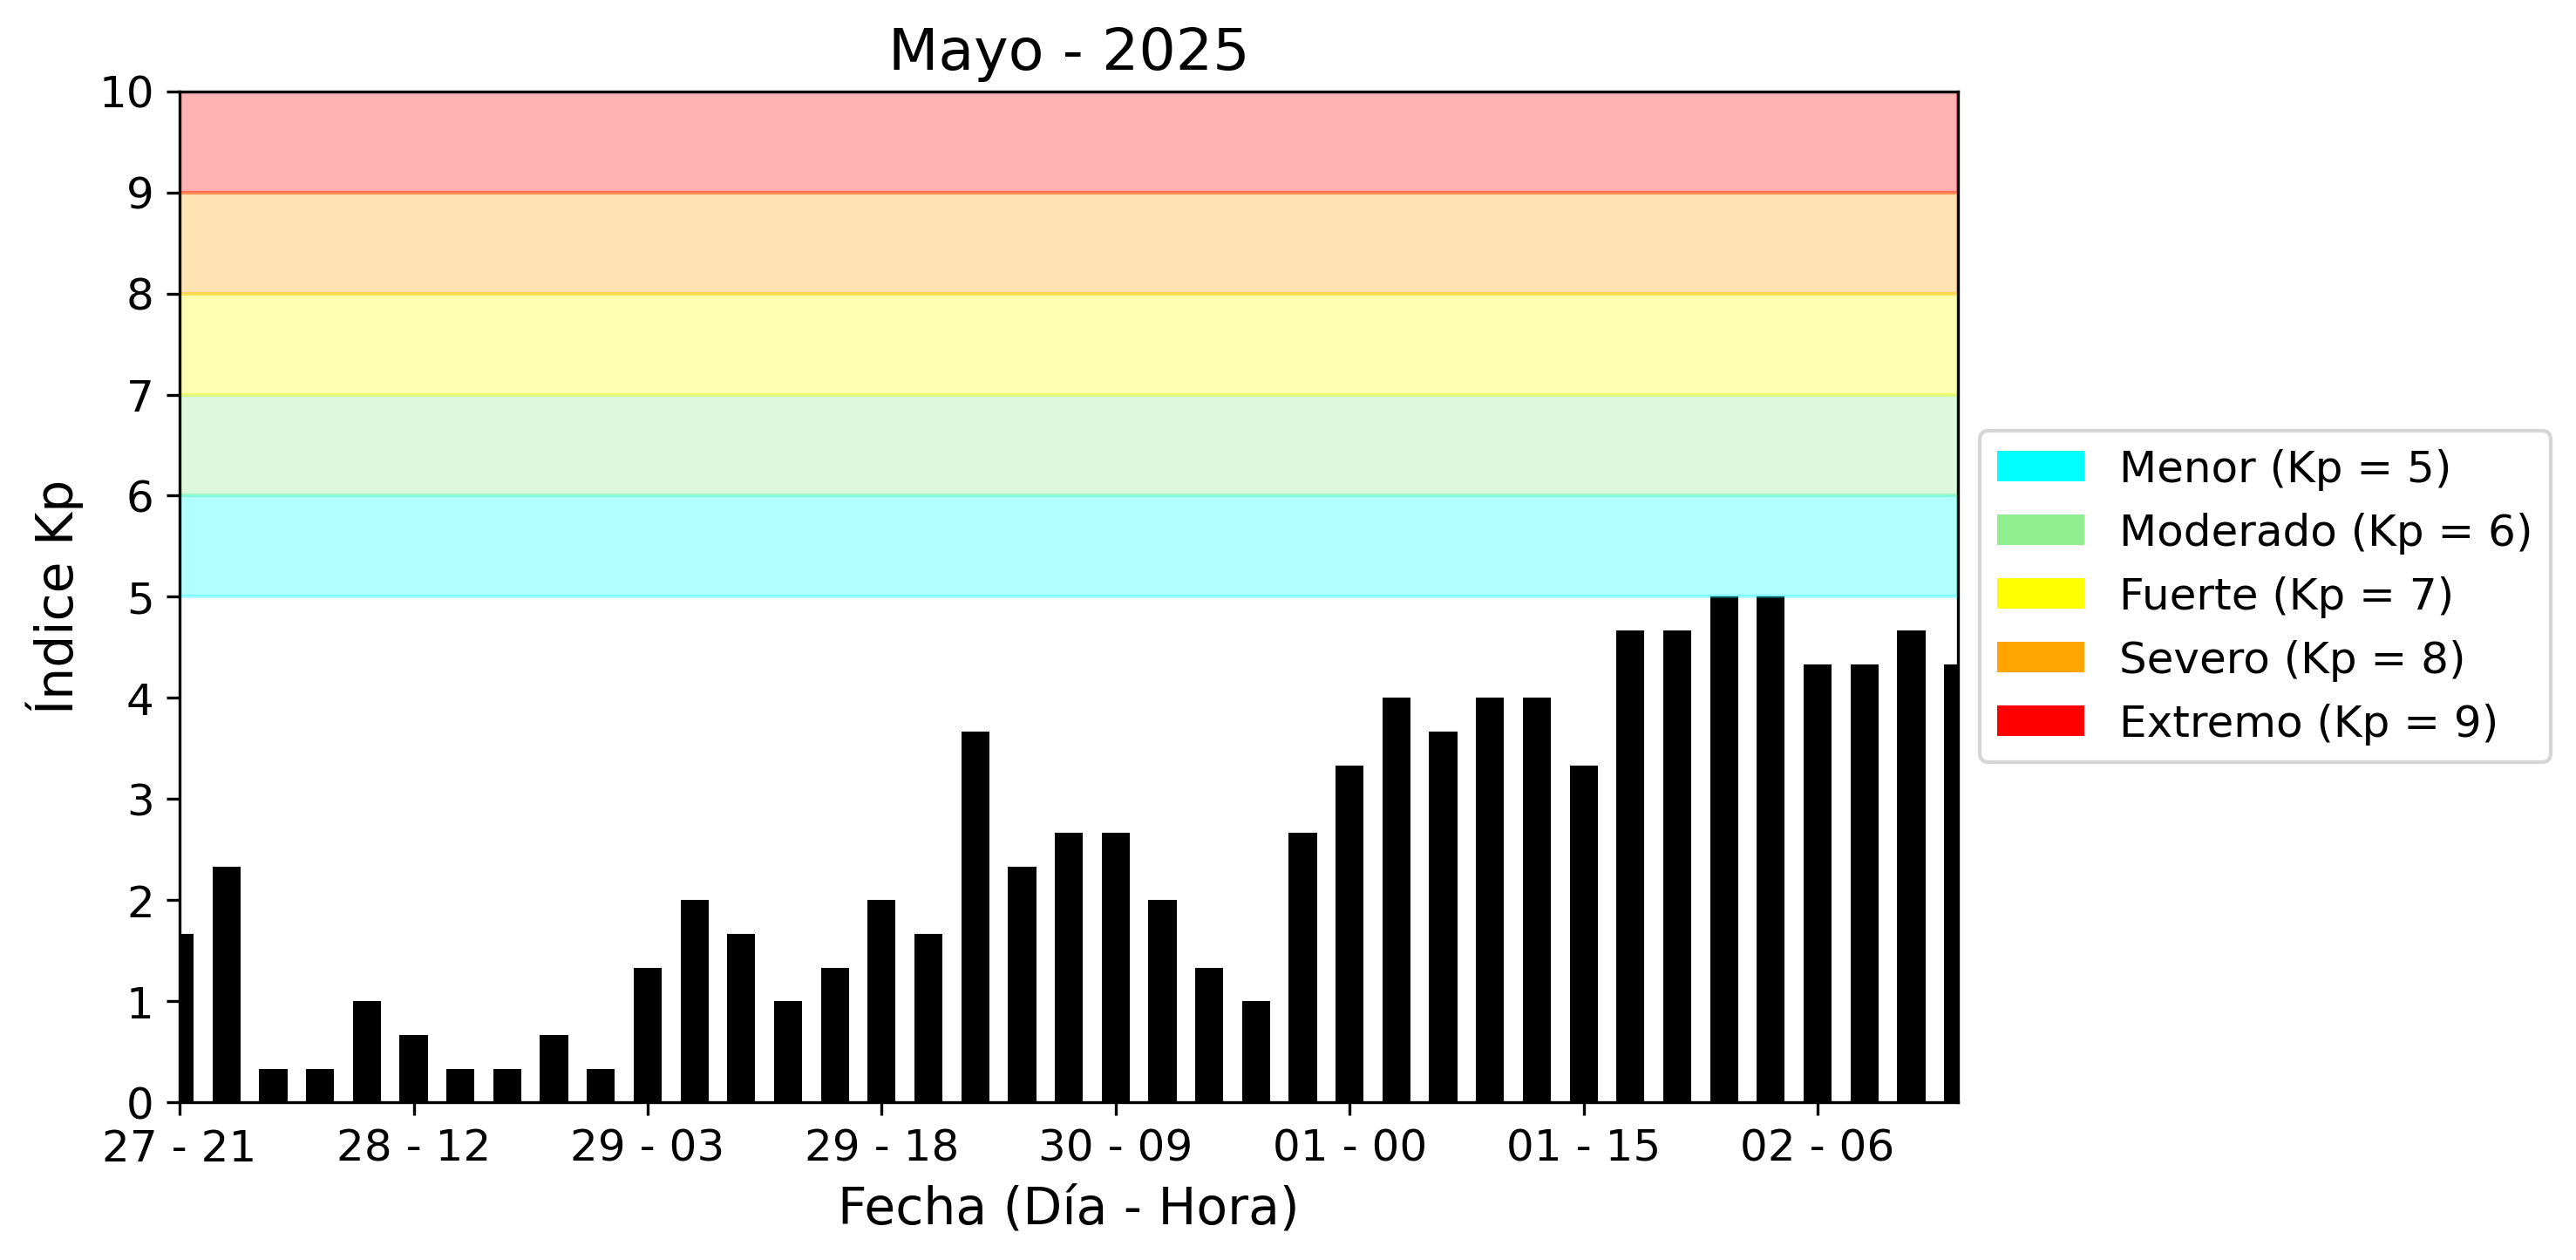 Mayo - 2025
10
9
8
7
6
5
4
3
2
1
0
Índice Kp
27 - 21
28 - 12
29 - 03
29 - 18
30 - 09
01 - 00
01 - 15
02 - 06
Fecha (Día - Hora)
Menor (Kp = 5)
Moderado (Kp = 6)
Fuerte (Kp = 7)
Severo (Kp = 8)
Extremo (Kp = 9)